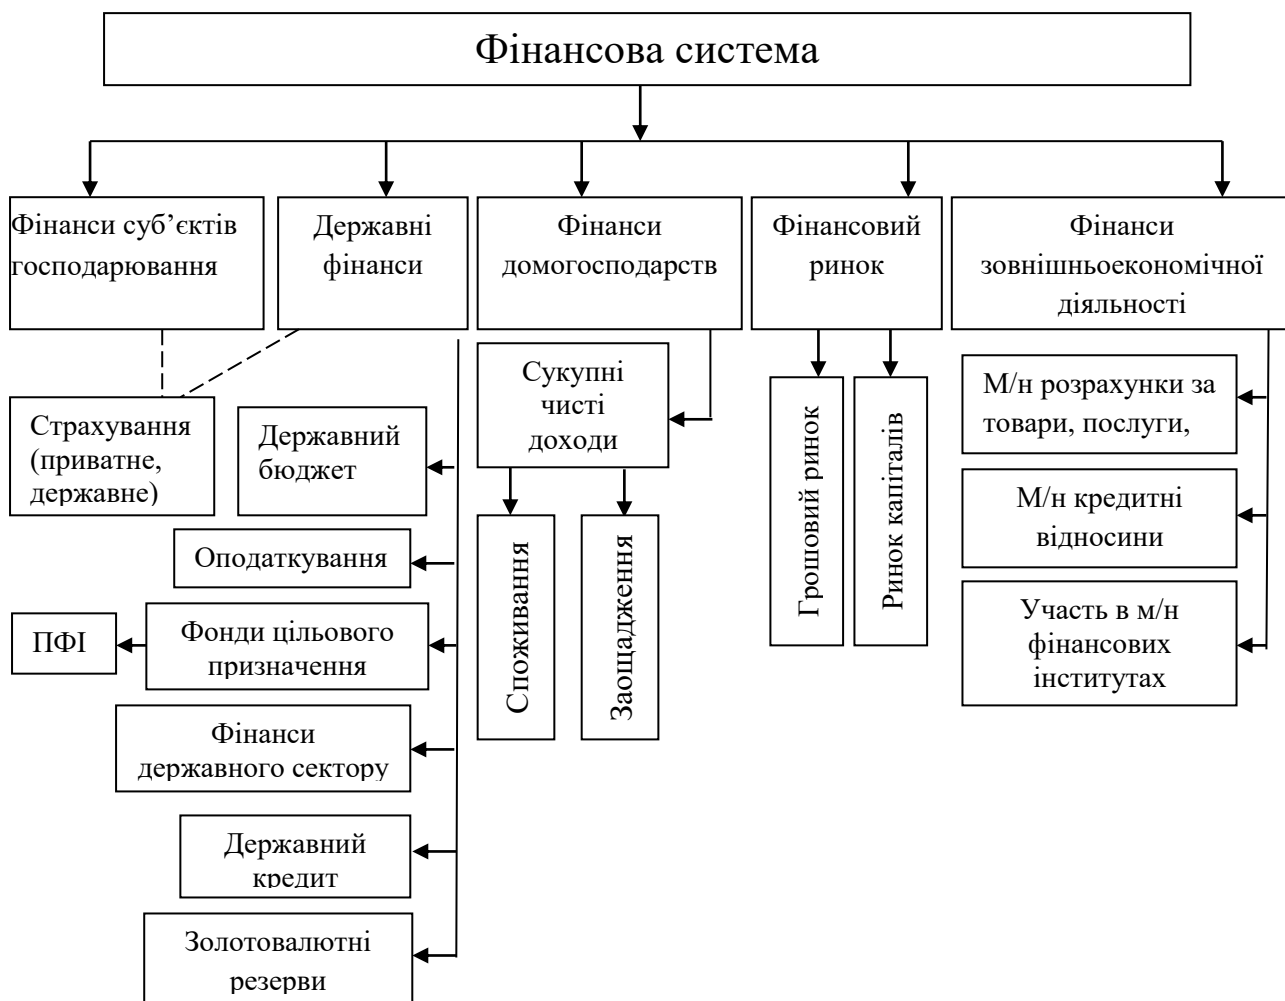 Фінансова система
Фінанси суб’єктів
господарювання
Державні
фінанси
Фінанси
домогосподарств
Фінансовий
ринок
Фінанси
зовнішньоекономічної
діяльності
Страхування
(приватне,
державне)
Державний
бюджет
Оподаткування
ПФІ
Фонди цільового
призначення
Фінанси
державного сектору
Державний
кредит
Золотовалютні
резерви
Сукупні
чисті
доходи
Споживання
Заощадження
Грошовий ринок
Ринок капіталів
М/н розрахунки за
товари, послуги,
М/н кредитні
відносини
Участь в м/н
фінансових
інститутах